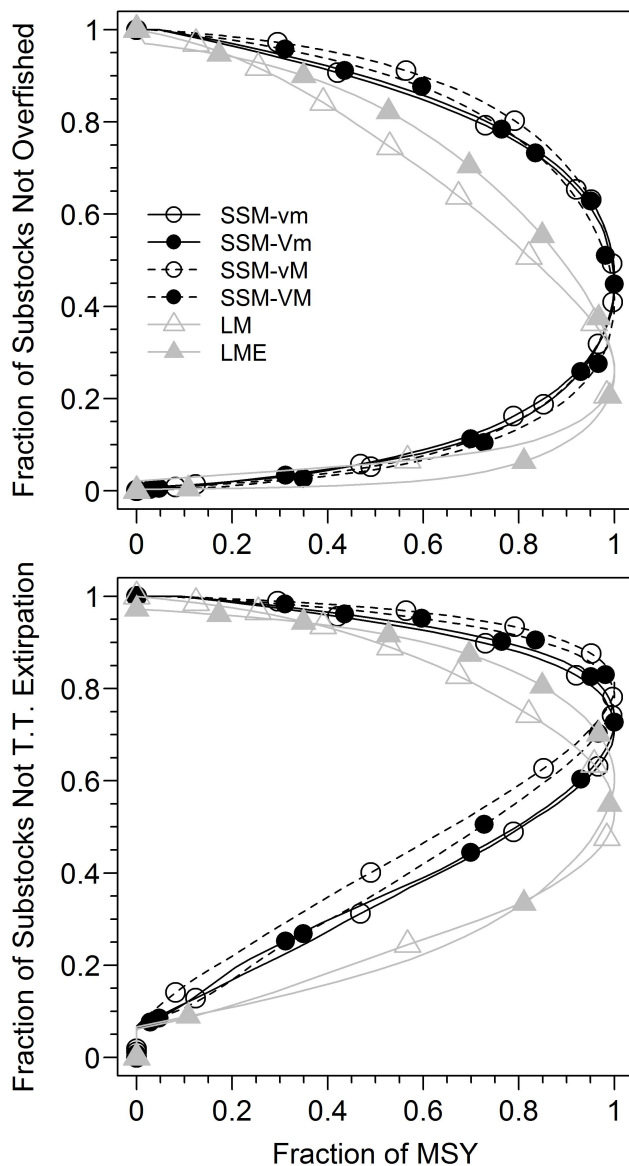 Fraction of Substocks Not Overfished
1
0.8
0.6
0.4
0.2
0
SSM-vm
SSM-Vm
SSM-vM
SSM-VM
LM
LME
0 0.2 0.4 0.6 0.8 1
Fraction of Substocks Not T.T. Extirpation
1
0.8
0.6
0.4
0.2
0
0 0.2 0.4 0.6 0.8 1
Fraction of MSY